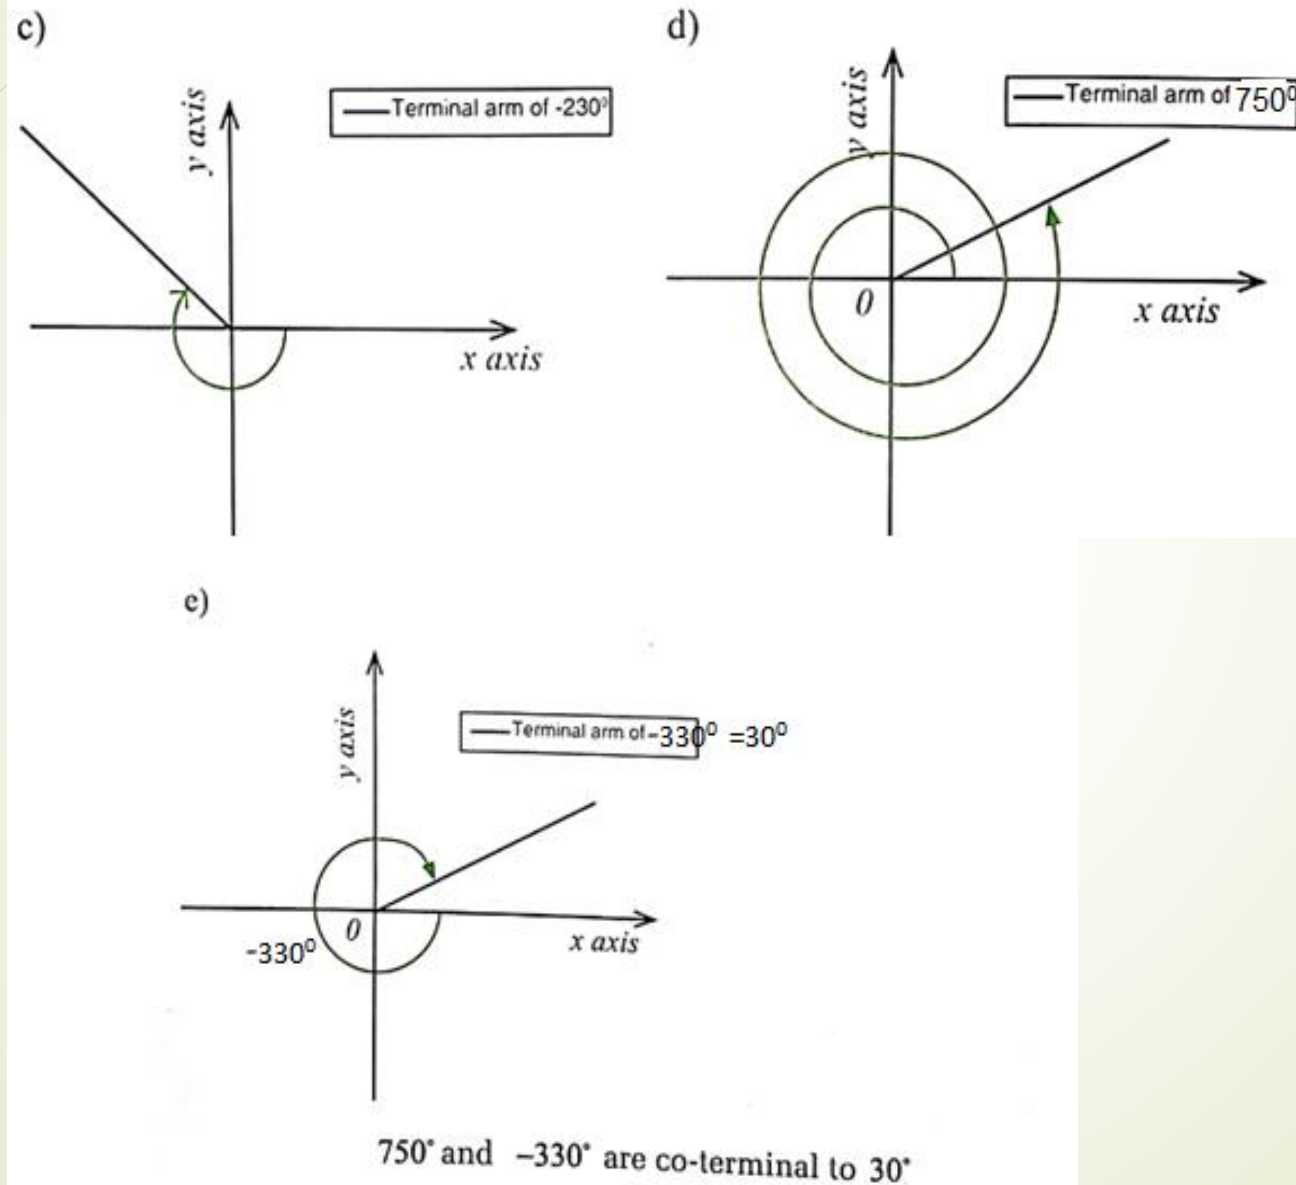 c)
y axis
Terminal arm of -230⁰
x axis
d)
y axis
Terminal arm of 750⁰
0
x axis
e)
y axis
Terminal arm of -330⁰ =30⁰
0
-330⁰
x axis
750° and -330° are co-terminal to 30°